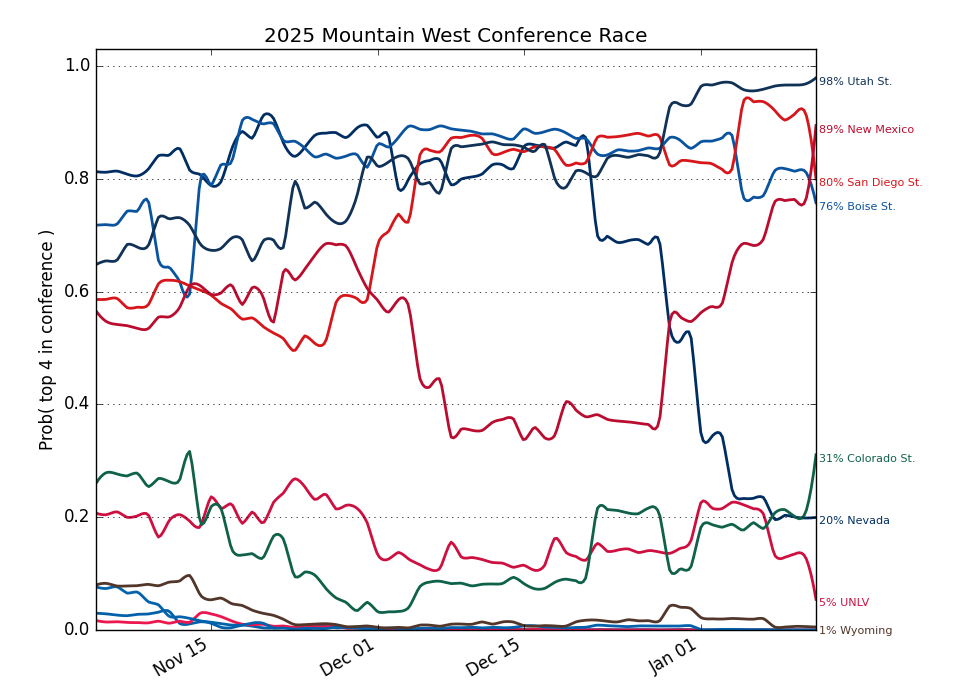 2025 Mountain West Conference Race
1.0
0.8
0.6
0.4
0.2
0.0
Prob( top 4 in conference )
Nov 15
Dec 01
Dec 15
Jan 01
98% Utah St.
89% New Mexico
80% San Diego St.
76% Boise St.
31% Colorado St.
20% Nevada
5% UNLV
1% Wyoming